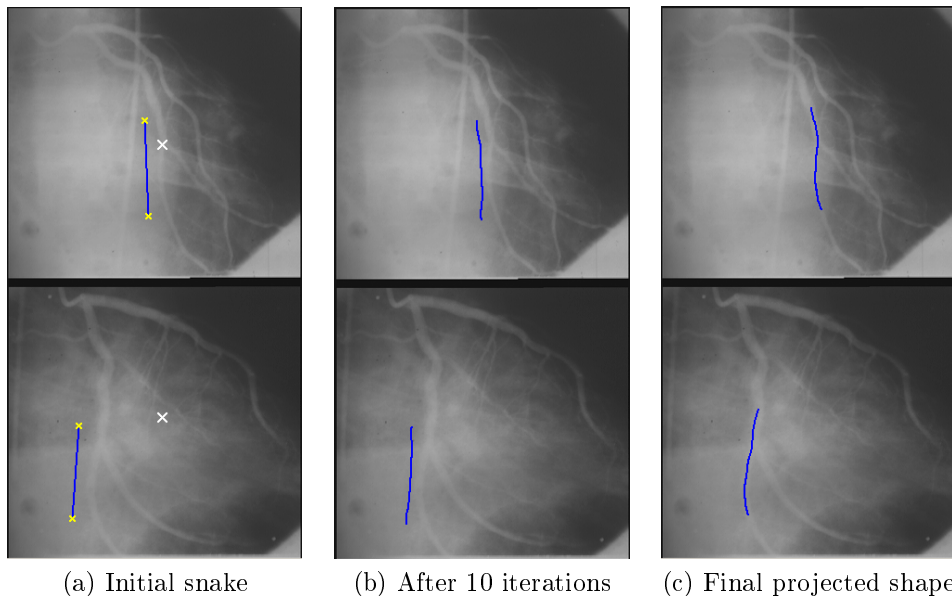 (a) Initial snake
(b) After 10 iterations
(c) Final projected shape